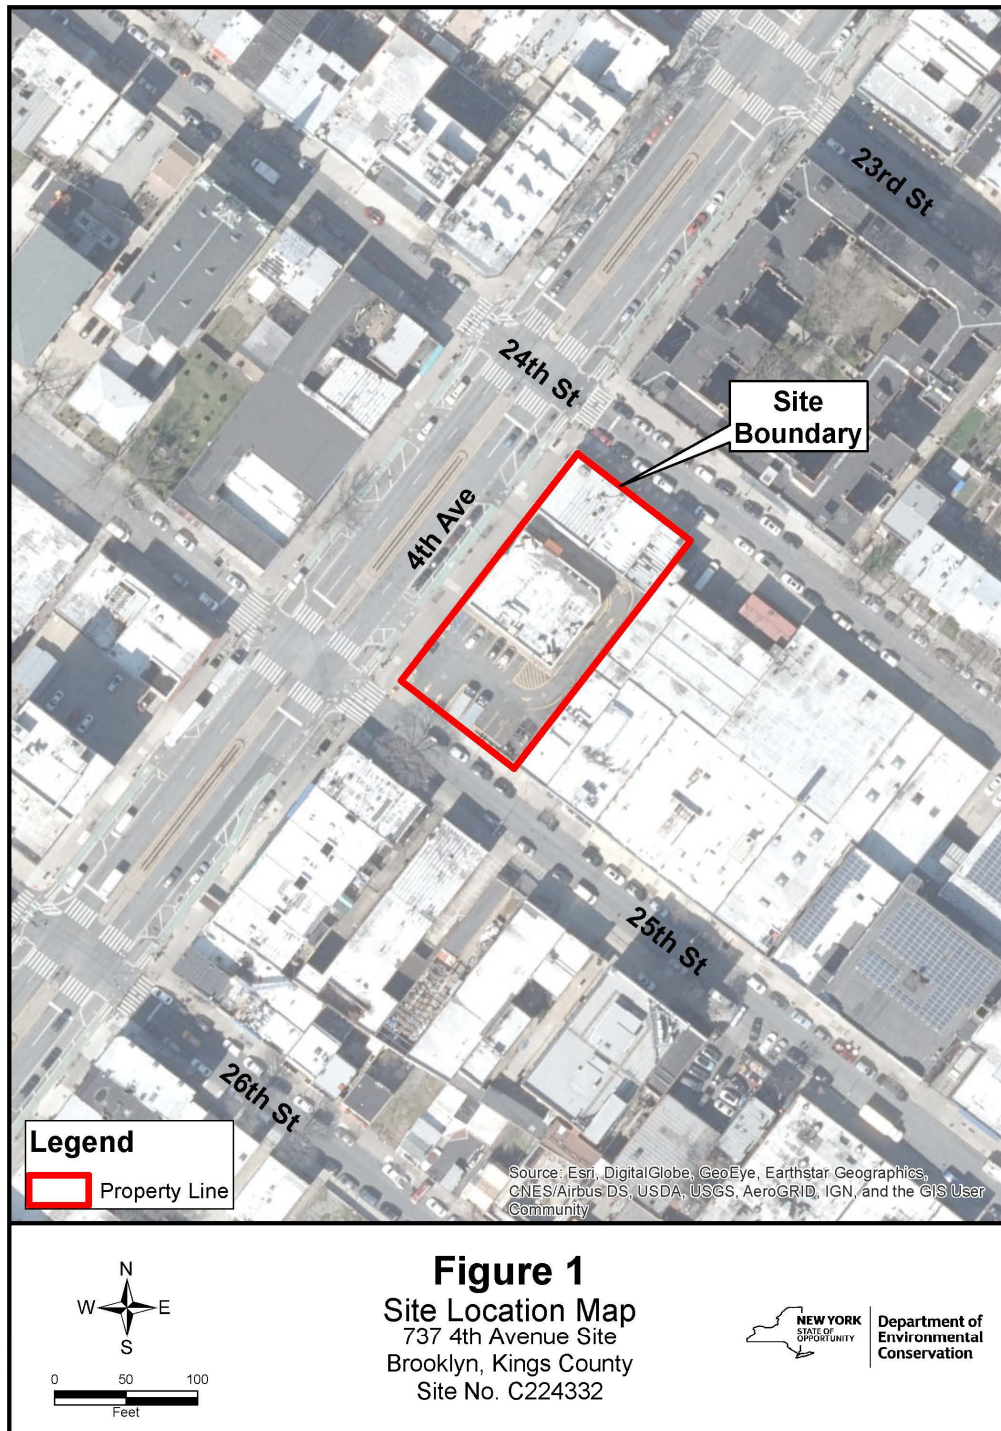 23rd St
24th St
Site
Boundary
4th Ave
25th St
26th St
Legend
Property Line
Source: Esri, DigitalGlobe, GeoEye, Earthstar Geographics,
CNES/Airbus DS, USDA, USGS, AeroGRID, IGN, and the GIS User
Community
N
W E
S
0 50 100
Feet
Figure 1
Site Location Map
737 4th Avenue Site
Brooklyn, Kings County
Site No. C224332
NEW YORK
STATE OF
OPPORTUNITY
Department of
Environmental
Conservation